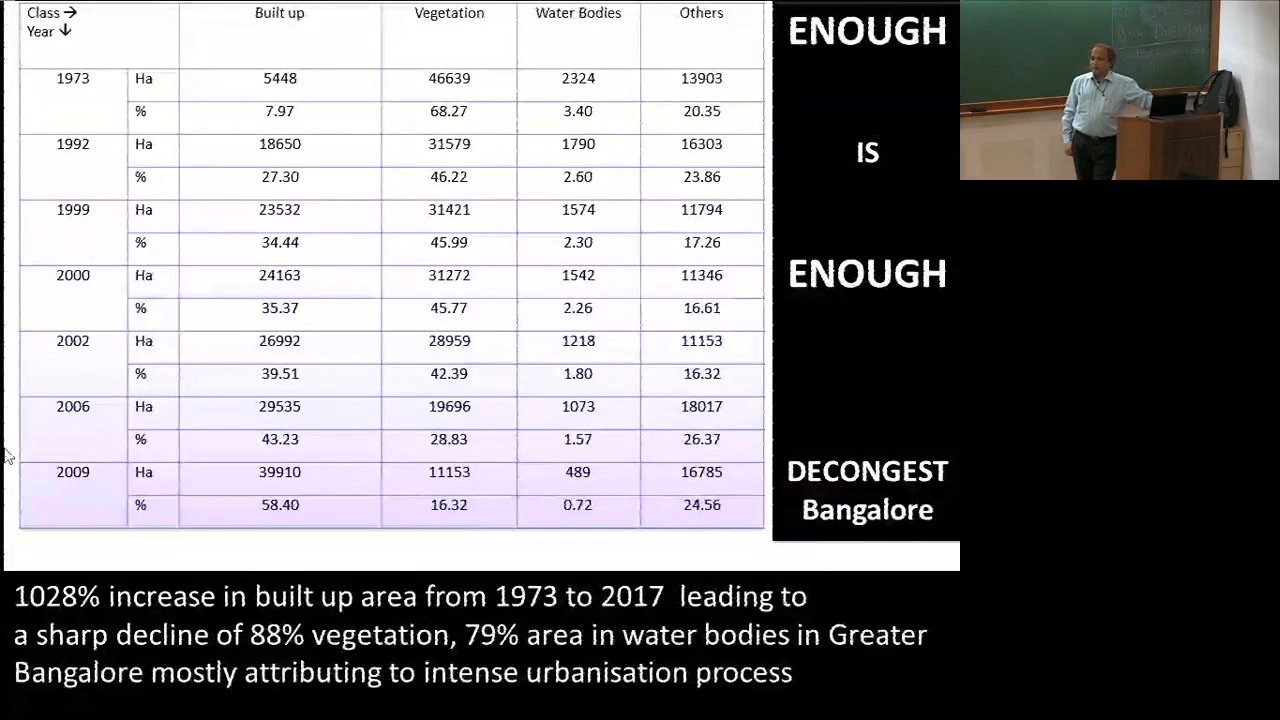 Class → Built up Vegetation Water Bodies Others
Year ↓
1973 Ha 5448 46639 2324 13903
% 7.97 68.27 3.40 20.35
1992 Ha 18650 31579 1790 16303
% 27.30 46.22 2.60 23.86
1999 Ha 23532 31421 1574 11794
% 34.44 45.99 2.30 17.26
2000 Ha 24163 31272 1542 11346
% 35.37 45.77 2.26 16.61
2002 Ha 26992 28959 1218 11153
% 39.51 42.39 1.80 16.32
2006 Ha 29535 19696 1073 18017
% 43.23 28.83 1.57 26.37
2009 Ha 39910 11153 489 16785
% 58.40 16.32 0.72 24.56
ENOUGH
IS
ENOUGH
DECONGEST
Bangalore
1028% increase in built up area from 1973 to 2017 leading to
a sharp decline of 88% vegetation, 79% area in water bodies in Greater
Bangalore mostly attributing to intense urbanisation process